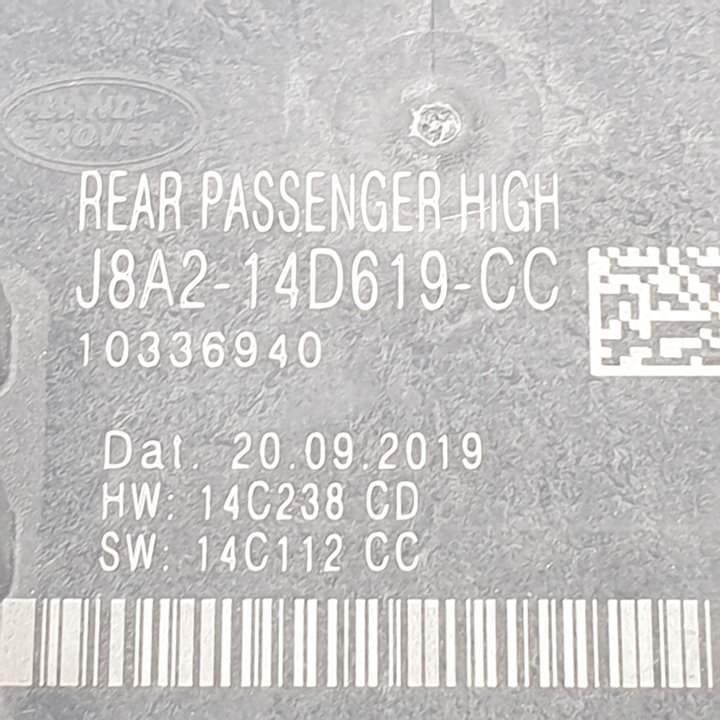 LAND
ROVER
REAR PASSENGER HIGH
J8A2-14D619-CC
10336940
Dat. 20.09.2019
HW: 14C238 CD
SW: 14C112 CC